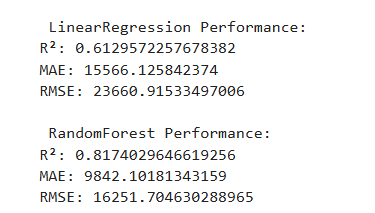 LinearRegression Performance:
R²: 0.6129572257678382
MAE: 15566.125842374
RMSE: 23660.91533497006
RandomForest Performance:
R²: 0.8174029646619256
MAE: 9842.10181343159
RMSE: 16251.704630288965